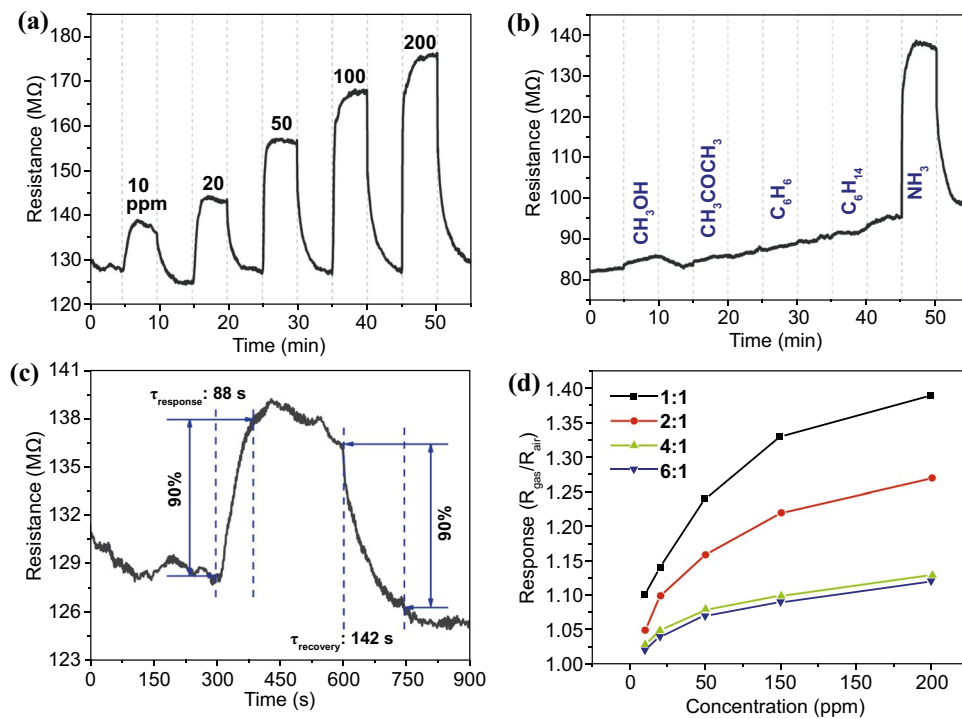 (a)
180
170
160
150
140
130
120
Resistance (MΩ)
10
ppm
20
50
100
200
0 10 20 30 40 50
Time (min)
(b)
140
120
100
80
Resistance (MΩ)
CH₃OH
CH₃COCH₃
C₆H₆
C₆H₁₄
NH₃
0 10 20 30 40 50
Time (min)
(c)
141
138
135
132
129
126
123
Resistance (MΩ)
τresponse: 88 s
90%
90%
τrecovery: 142 s
0 150 300 450 600 750 900
Time (s)
(d)
1.40
1.35
1.30
1.25
1.20
1.15
1.10
1.05
1.00
Response (Rgas/Rair)
1:1
2:1
4:1
6:1
0 50 150 150 200
Concentration (ppm)